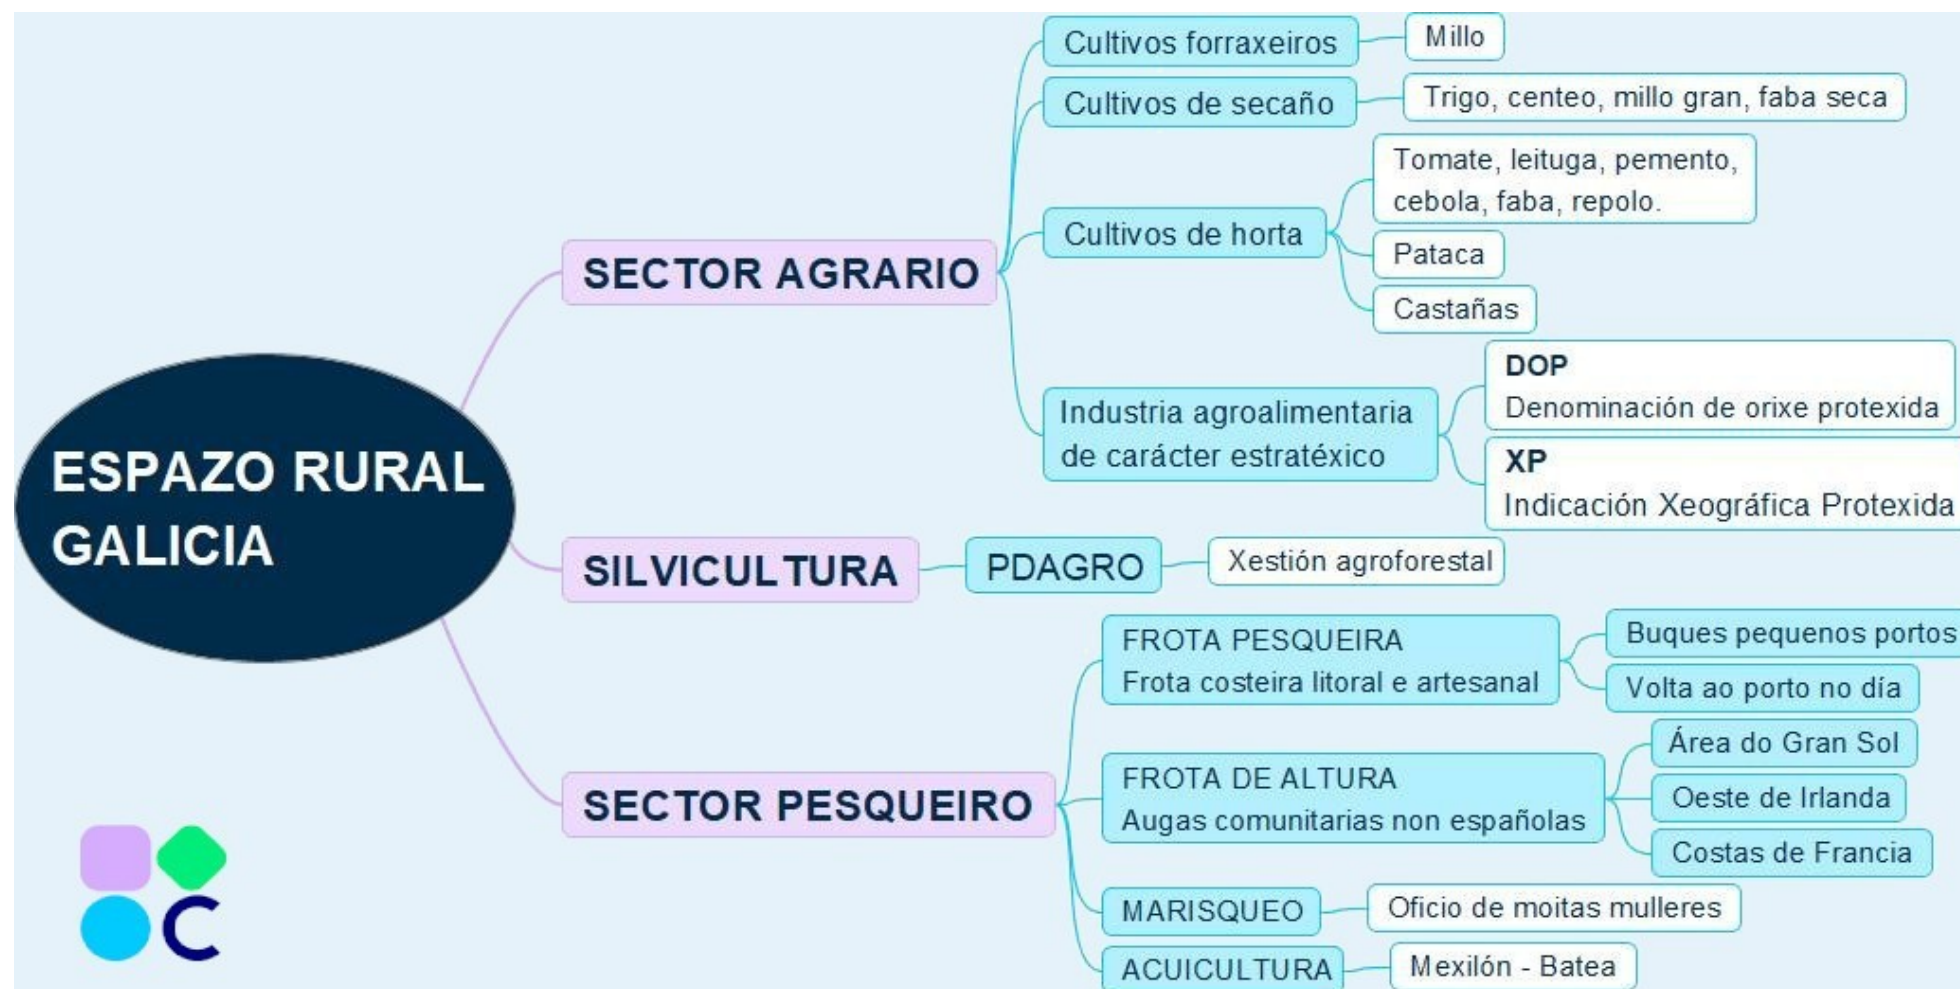 ESPAZO RURAL
GALICIA
SECTOR AGRARIO
Cultivos forraxeiros
Millo
Cultivos de secaño
Trigo, centeo, millo gran, faba seca
Cultivos de horta
Tomate, leituga, pemento,
cebola, faba, repolo.
Pataca
Castañas
Industria agroalimentaria
de carácter estratéxico
DOP
Denominación de orixe protexida
XP
Indicación Xeográfica Protexida
SILVICULTURA
PDAGRO
Xestión agroforestal
SECTOR PESQUEIRO
FROTA PESQUEIRA
Frota costeira litoral e artesanal
Buques pequenos portos
Volta ao porto no día
FROTA DE ALTURA
Augas comunitarias non españolas
Área do Gran Sol
Oeste de Irlanda
Costas de Francia
MARISQUEO
Oficio de moitas mulleres
ACUICULTURA
Mexilón - Batea
C